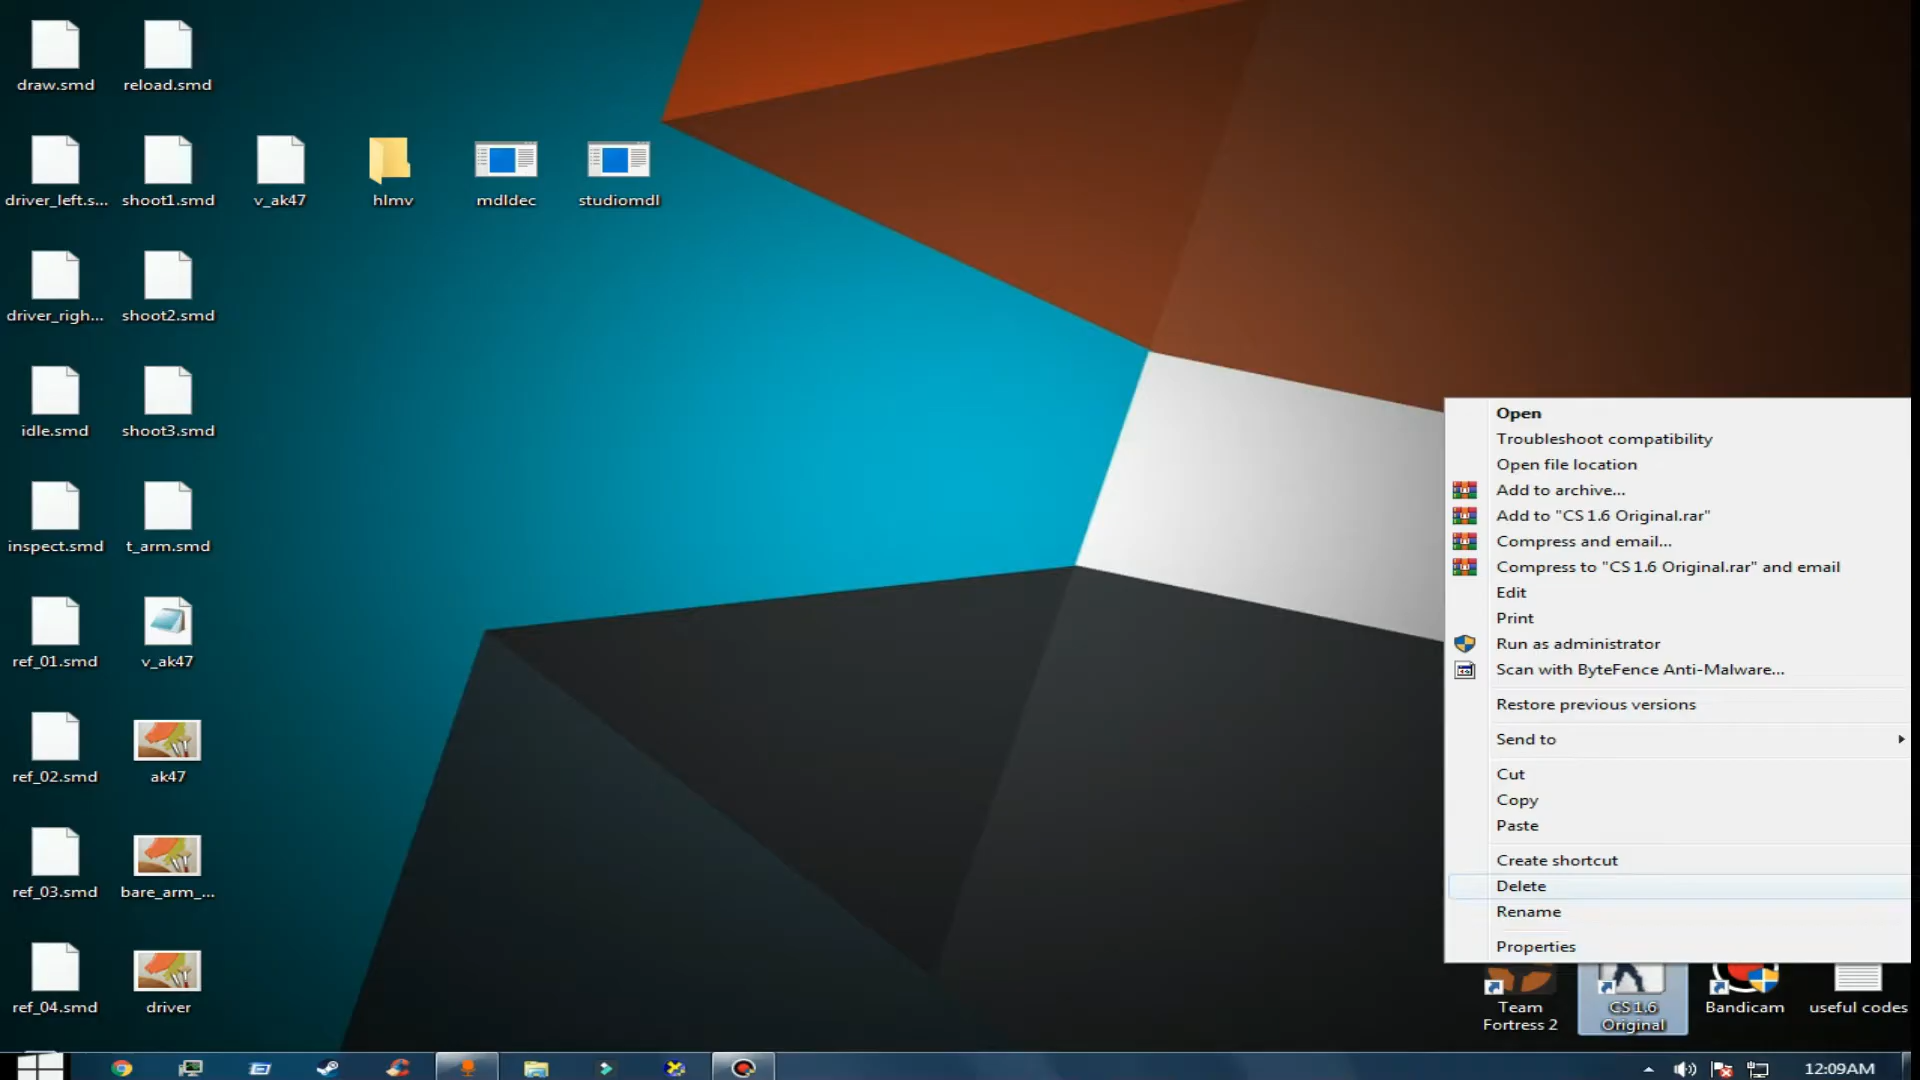 draw.smd
reload.smd
driver_left.s...
shoot1.smd
v_ak47
hlmv
mdldec
studiomdl
driver_righ...
shoot2.smd
idle.smd
shoot3.smd
inspect.smd
t_arm.smd
ref_01.smd
v_ak47
ref_02.smd
ak47
ref_03.smd
bare_arm_...
ref_04.smd
driver
Open
Troubleshoot compatibility
Open file location
Add to archive...
Add to "CS 1.6 Original.rar"
Compress and email...
Compress to "CS 1.6 Original.rar" and email
Edit
Print
Run as administrator
Scan with ByteFence Anti-Malware...
Restore previous versions
Send to
Cut
Copy
Paste
Create shortcut
Delete
Rename
Properties
Team
Fortress 2
CS 1.6
Original
Bandicam
useful codes
12:09AM